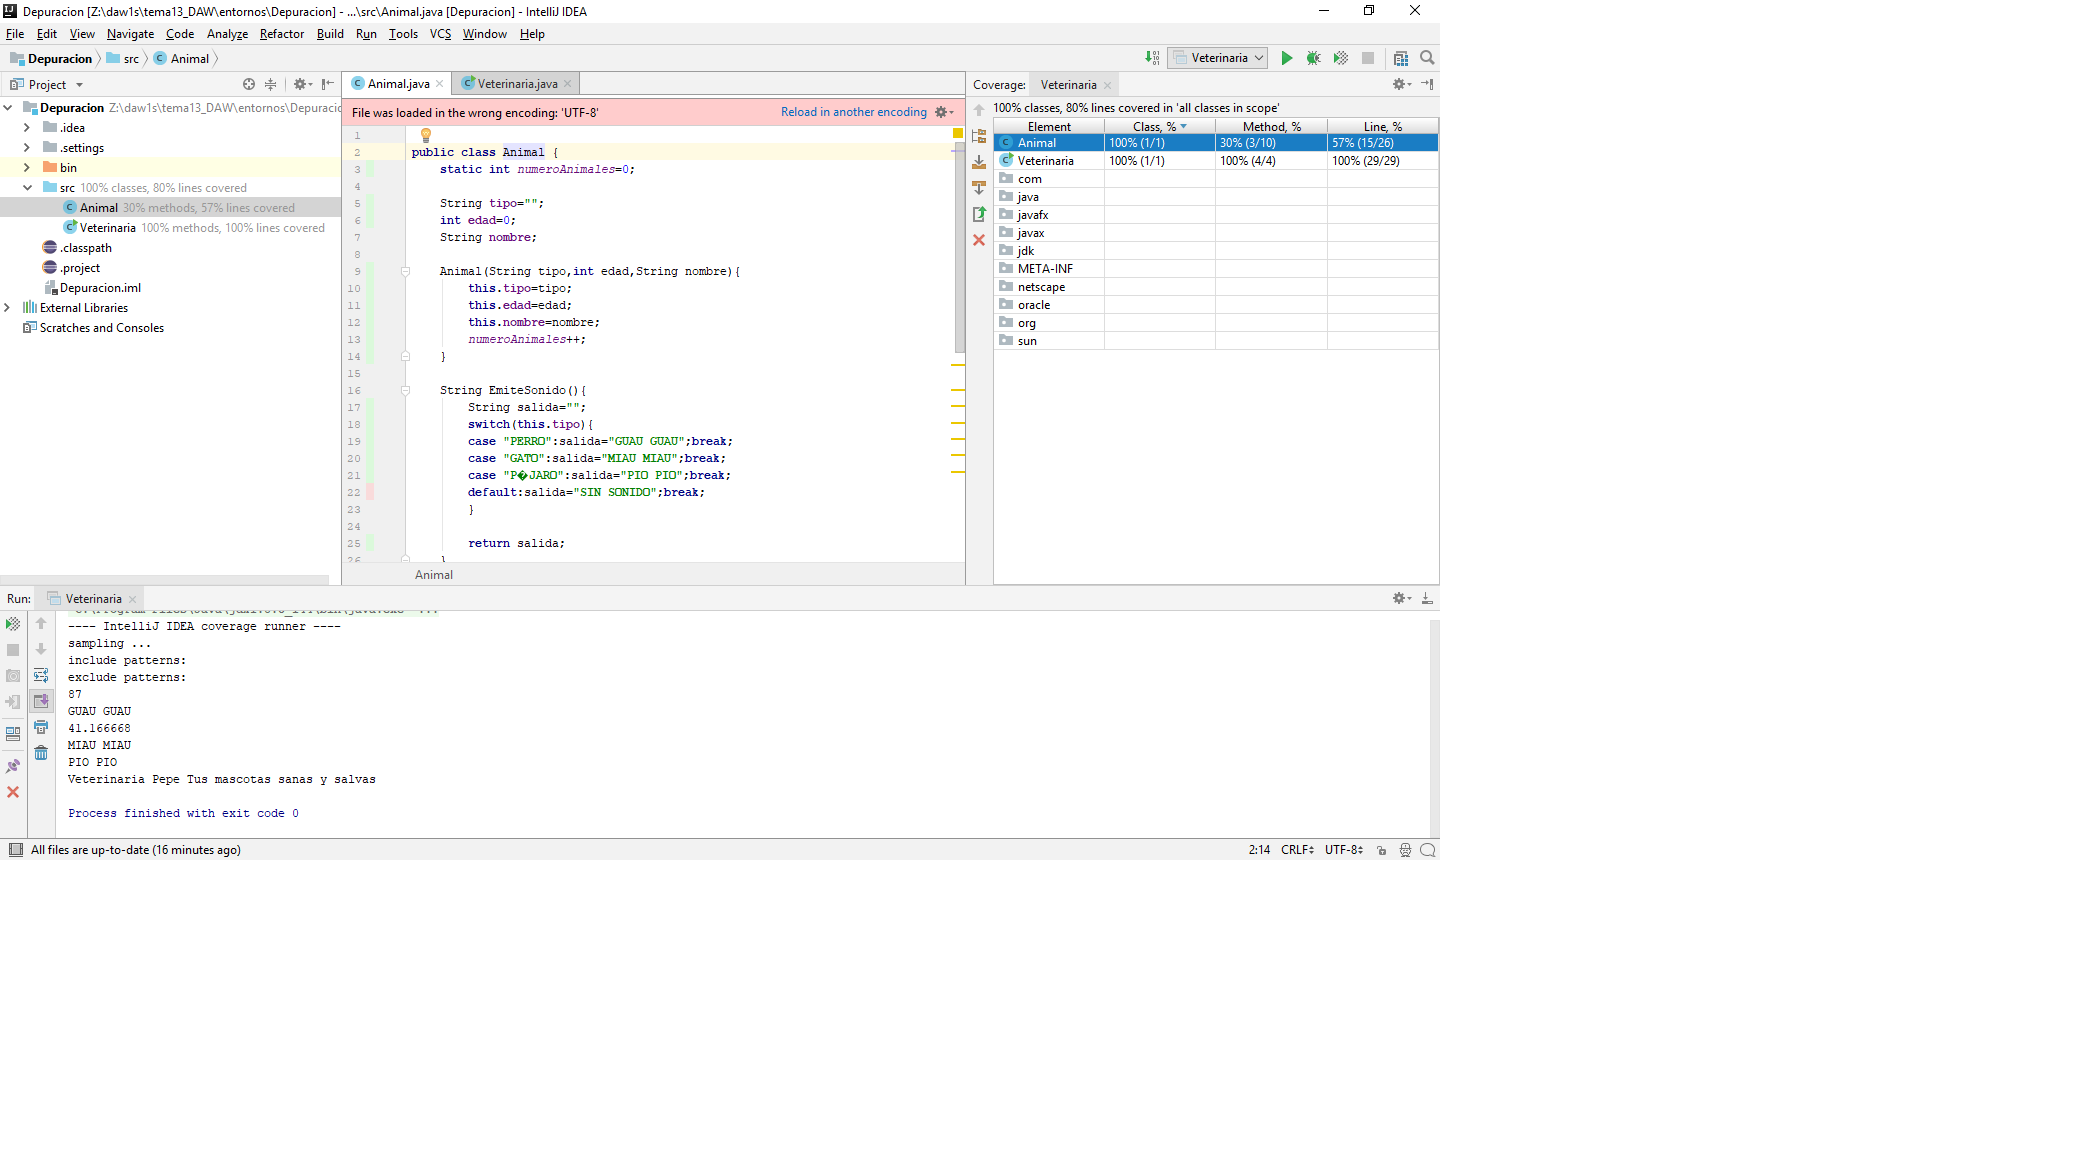 Depuracion [Z:\daw1s\tema13_DAW\entornos\Depuracion] - ...\src\Animal.java [Depuracion] - IntelliJ IDEA
File Edit View Navigate Code Analyze Refactor Build Run Tools VCS Window Help
Depuracion src Animal
Veterinaria
Project
Depuracion Z:\daw1s\tema13_DAW\entornos\Depuracic
.idea
.settings
bin
src 100% classes, 80% lines covered
Animal 30% methods, 57% lines covered
Veterinaria 100% methods, 100% lines covered
.classpath
.project
Depuracion.iml
External Libraries
Scratches and Consoles
Animal.java Veterinaria.java
File was loaded in the wrong encoding: 'UTF-8' Reload in another encoding
1
2 public class Animal {
3 static int numeroAnimales=0;
4
5 String tipo="";
6 int edad=0;
7 String nombre;
8
9 Animal(String tipo,int edad,String nombre){
10 this.tipo=tipo;
11 this.edad=edad;
12 this.nombre=nombre;
13 numeroAnimales++;
14 }
15
16 String EmiteSonido(){
17 String salida="";
18 switch(this.tipo){
19 case "PERRO":salida="GUAU GUAU";break;
20 case "GATO":salida="MIAU MIAU";break;
21 case "P�JARO":salida="PIO PIO";break;
22 default:salida="SIN SONIDO";break;
23 }
24
25 return salida;
26 }
Animal
Coverage: Veterinaria
100% classes, 80% lines covered in 'all classes in scope'
Element Class, % Method, % Line, %
Animal 100% (1/1) 30% (3/10) 57% (15/26)
Veterinaria 100% (1/1) 100% (4/4) 100% (29/29)
com
java
javafx
javax
jdk
META-INF
netscape
oracle
org
sun
Run: Veterinaria
---- IntelliJ IDEA coverage runner ----
sampling ...
include patterns:
exclude patterns:
87
GUAU GUAU
41.166668
MIAU MIAU
PIO PIO
Veterinaria Pepe Tus mascotas sanas y salvas
Process finished with exit code 0
All files are up-to-date (16 minutes ago)
2:14 CRLF UTF-8